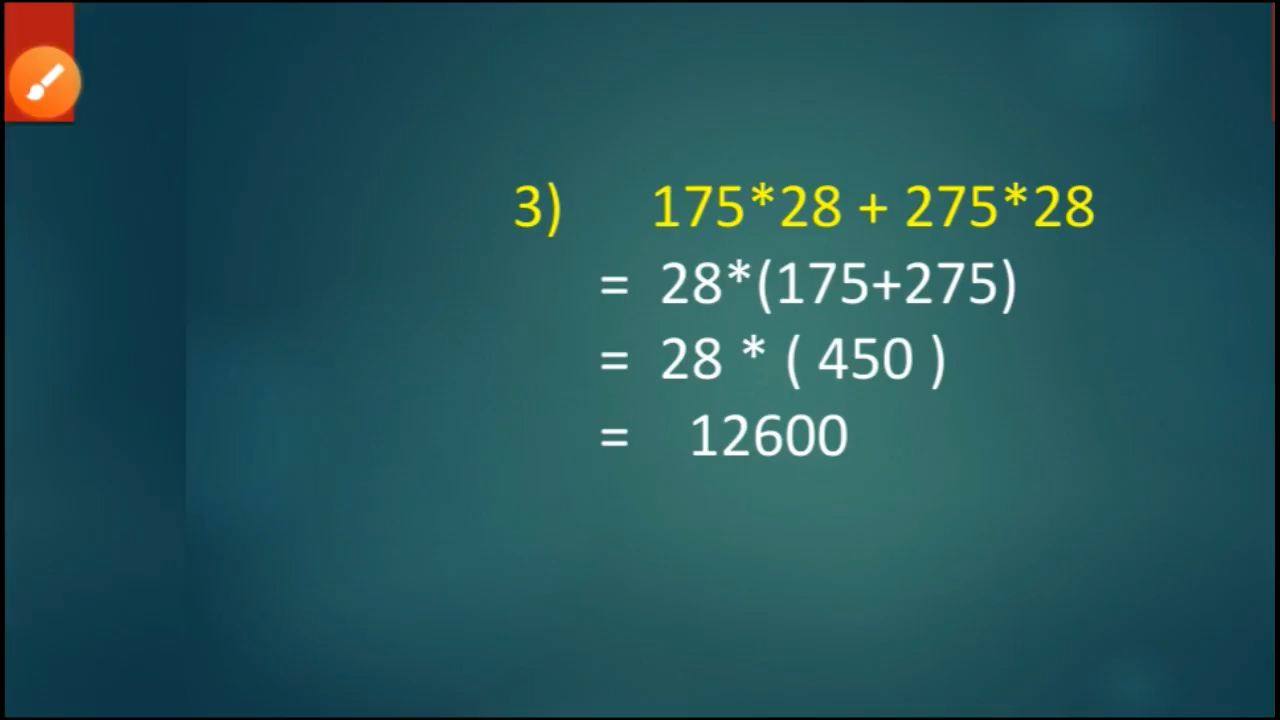 3) 175*28 + 275*28
= 28*(175+275)
= 28 * ( 450 )
= 12600